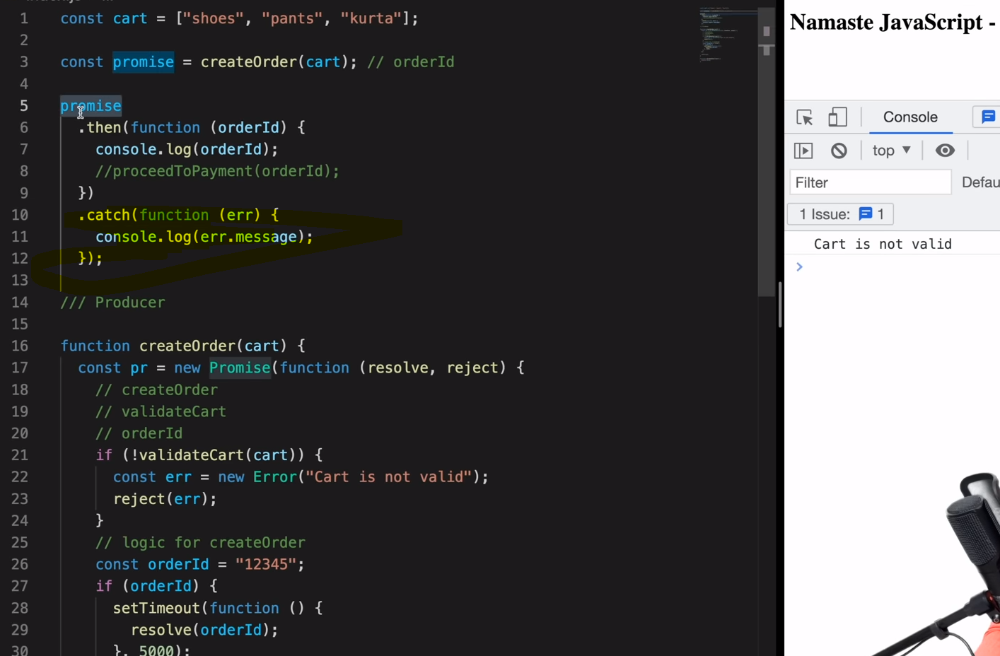 1 const cart = ["shoes", "pants", "kurta"];
2
3 const promise = createOrder(cart); // orderId
4
5 promise
6 .then(function (orderId) {
7 console.log(orderId);
8 //proceedToPayment(orderId);
9 })
10 .catch(function (err) {
11 console.log(err.message);
12 });
13
14 /// Producer
15
16 function createOrder(cart) {
17 const pr = new Promise(function (resolve, reject) {
18 // createOrder
19 // validateCart
20 // orderId
21 if (!validateCart(cart)) {
22 const err = new Error("Cart is not valid");
23 reject(err);
24 }
25 // logic for createOrder
26 const orderId = "12345";
27 if (orderId) {
28 setTimeout(function () {
29 resolve(orderId);
30 }, 5000);
Namaste JavaScript -
Console
top
Filter
Defau
1 Issue: 1
Cart is not valid